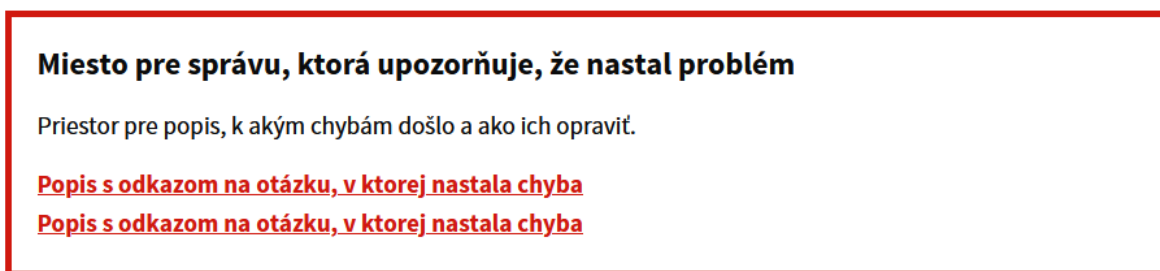 Miesto pre správu, ktorá upozorňuje, že nastal problém
Priestor pre popis, k akým chybám došlo a ako ich opraviť.
Popis s odkazom na otázku, v ktorej nastala chyba
Popis s odkazom na otázku, v ktorej nastala chyba